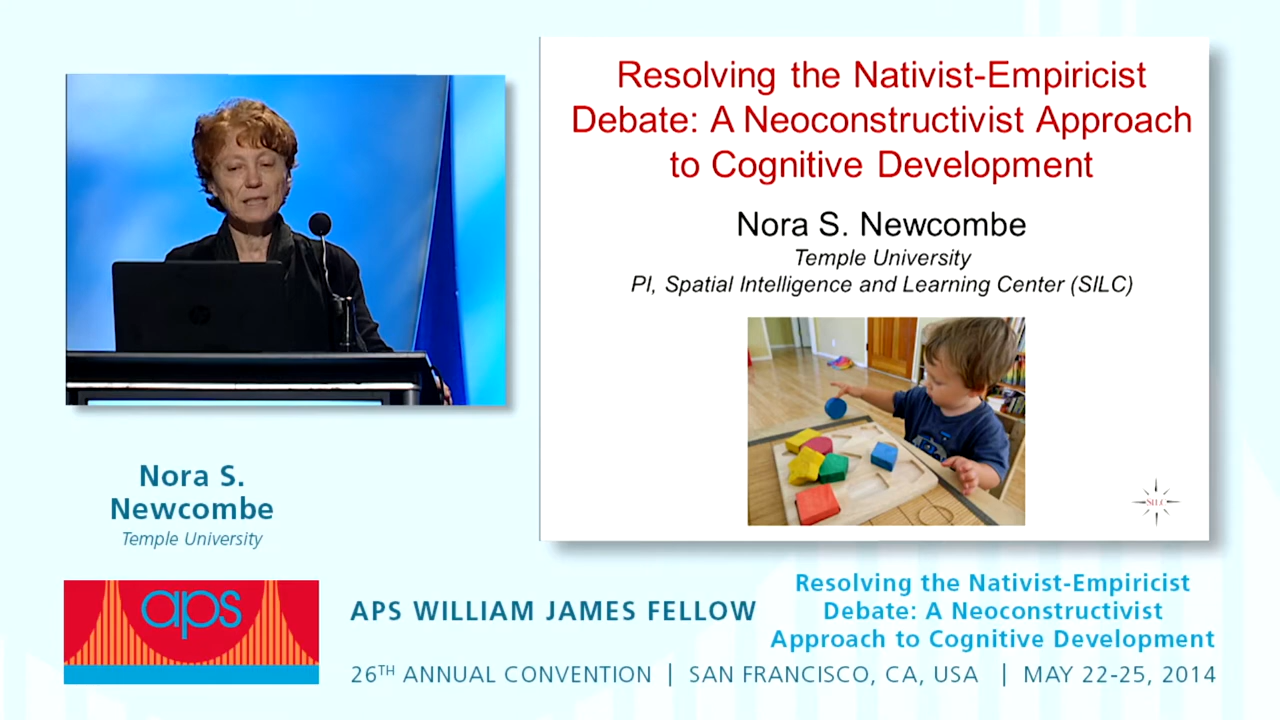 Resolving the Nativist-Empiricist
Debate: A Neoconstructivist Approach
to Cognitive Development
Nora S. Newcombe
Temple University
PI, Spatial Intelligence and Learning Center (SILC)
SILC
Nora S.
Newcombe
Temple University
aps
APS WILLIAM JAMES FELLOW
Resolving the Nativist-Empiricist
Debate: A Neoconstructivist
Approach to Cognitive Development
26TH ANNUAL CONVENTION | SAN FRANCISCO, CA, USA | MAY 22-25, 2014